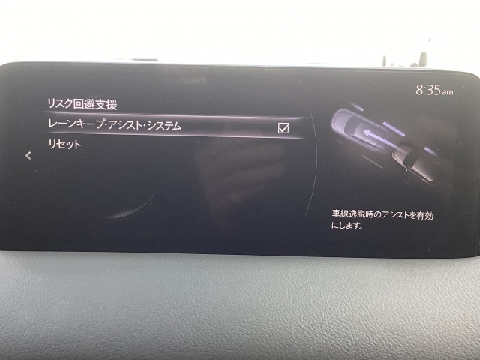 8:35am
リスク回避支援
レーンキープ・アシスト・システム
リセット
車線逸脱時のアシストを有効
にします。